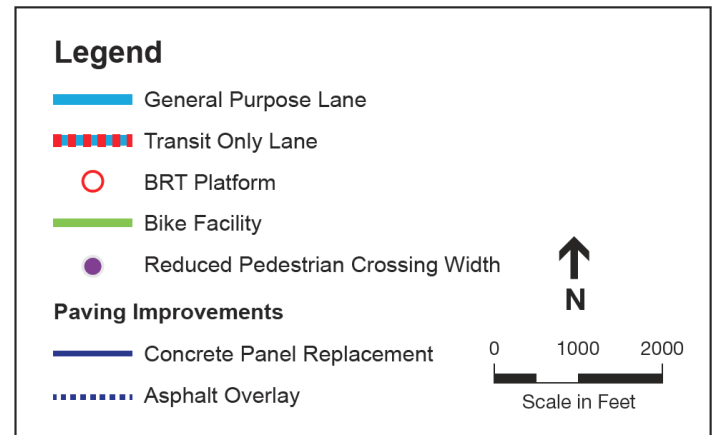 Legend
General Purpose Lane
Transit Only Lane
BRT Platform
Bike Facility
Reduced Pedestrian Crossing Width
N
Paving Improvements
Concrete Panel Replacement
Asphalt Overlay
0 1000 2000
Scale in Feet